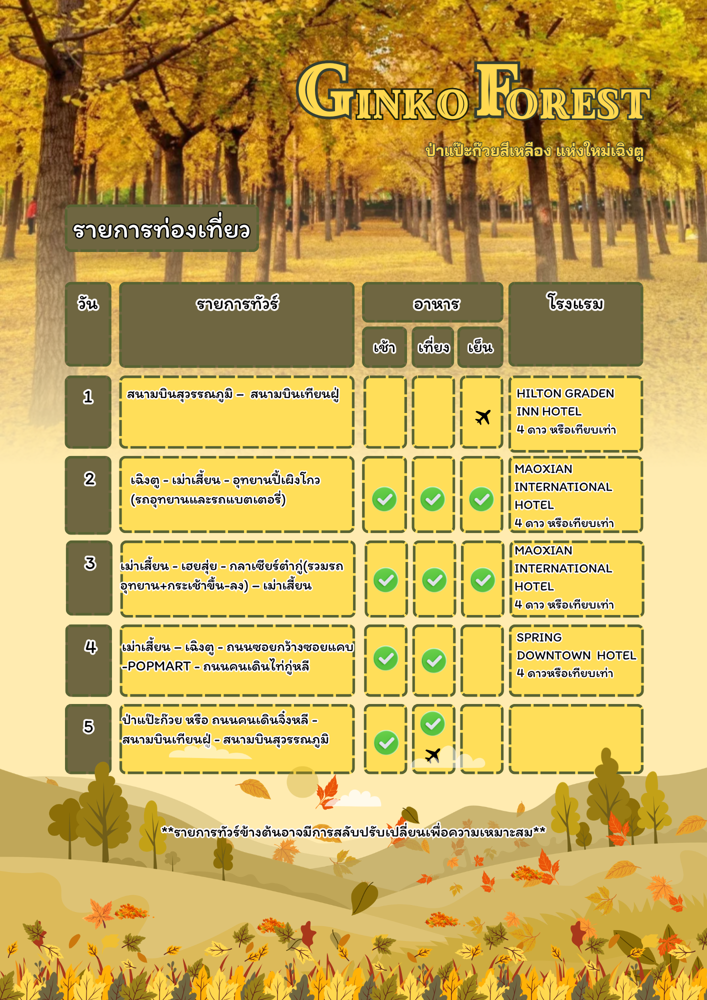 GINKO FOREST
ป่าแป๊ะก๊วยสีเหลือง แห่งใหม่เฉิงตู
รายการท่องเที่ยว
วัน
รายการทัวร์
อาหาร
โรงแรม
เช้า
เที่ยง
เย็น
1
สนามบินสุวรรณภูมิ – สนามบินเทียนฝู่
HILTON GRADEN
INN HOTEL
4 ดาว หรือเทียบเท่า
2
เฉิงตู - เม่าเสี้ยน - อุทยานปี้เผิงโกว
(รถอุทยานและรถแบตเตอรี่)
MAOXIAN
INTERNATIONAL
HOTEL
4 ดาว หรือเทียบเท่า
3
เม่าเสี้ยน - เฮยสุ่ย - กลาเซียร์ต๋ากู่(รวมรถ
อุทยาน+กระเช้าขึ้น-ลง) – เม่าเสี้ยน
MAOXIAN
INTERNATIONAL
HOTEL
4 ดาว หรือเทียบเท่า
4
เม่าเสี้ยน – เฉิงตู - ถนนซอยกว้างซอยแคบ
-POPMART - ถนนคนเดินไท่กู่หลี
SPRING
DOWNTOWN HOTEL
4 ดาวหรือเทียบเท่า
5
ป่าแป๊ะก๊วย หรือ ถนนคนเดินจิ๋งหลี -
สนามบินเทียนฝู่ - สนามบินสุวรรณภูมิ
**รายการทัวร์ข้างต้นอาจมีการสลับปรับเปลี่ยนเพื่อความเหมาะสม**